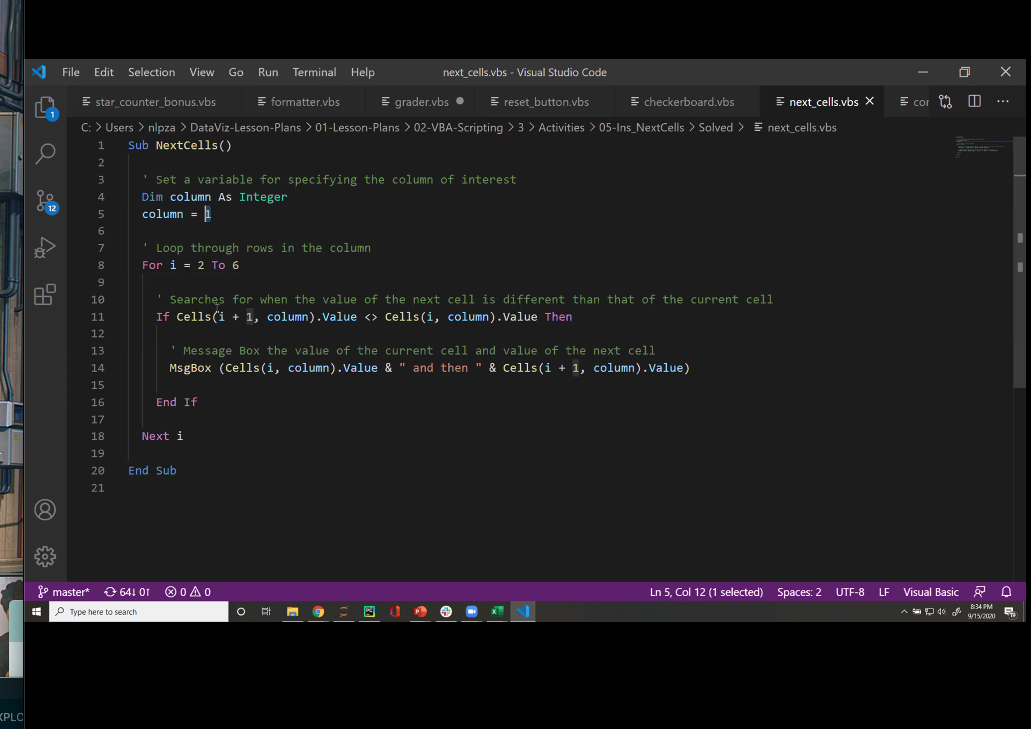 File Edit Selection View Go Run Terminal Help next_cells.vbs - Visual Studio Code
star_counter_bonus.vbs formatter.vbs grader.vbs reset_button.vbs checkerboard.vbs next_cells.vbs cor
C: > Users > nlpza > DataViz-Lesson-Plans > 01-Lesson-Plans > 02-VBA-Scripting > 3 > Activities > 05-Ins_NextCells > Solved > next_cells.vbs
1 Sub NextCells()
2
3 ' Set a variable for specifying the column of interest
4 Dim column As Integer
5 column = 1
6
7 ' Loop through rows in the column
8 For i = 2 To 6
9
10 ' Searches for when the value of the next cell is different than that of the current cell
11 If Cells(i + 1, column).Value <> Cells(i, column).Value Then
12
13 ' Message Box the value of the current cell and value of the next cell
14 MsgBox (Cells(i, column).Value & " and then " & Cells(i + 1, column).Value)
15
16 End If
17
18 Next i
19
20 End Sub
21
1
12
master* 64↓ 0↑ 0 0 Ln 5, Col 12 (1 selected) Spaces: 2 UTF-8 LF Visual Basic
Type here to search
8:34 PM
9/15/2020
XPLO